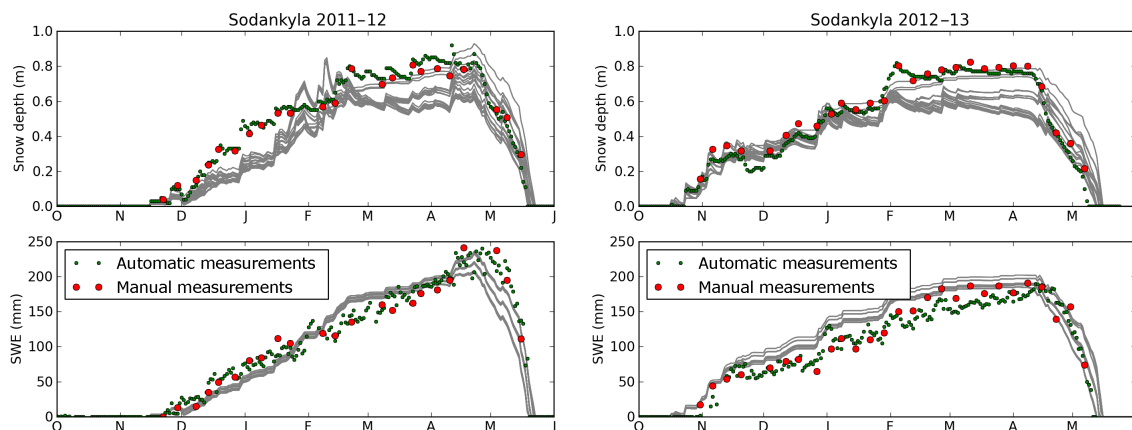 Sodankyla 2011–12
Snow depth (m)
1.0
0.8
0.6
0.4
0.2
0.0
O N D J F M A M J
Sodankyla 2012–13
Snow depth (m)
1.0
0.8
0.6
0.4
0.2
0.0
O N D J F M A M
SWE (mm)
250
200
150
100
50
0
Automatic measurements
Manual measurements
O N D J F M A M J
SWE (mm)
250
200
150
100
50
0
Automatic measurements
Manual measurements
O N D J F M A M